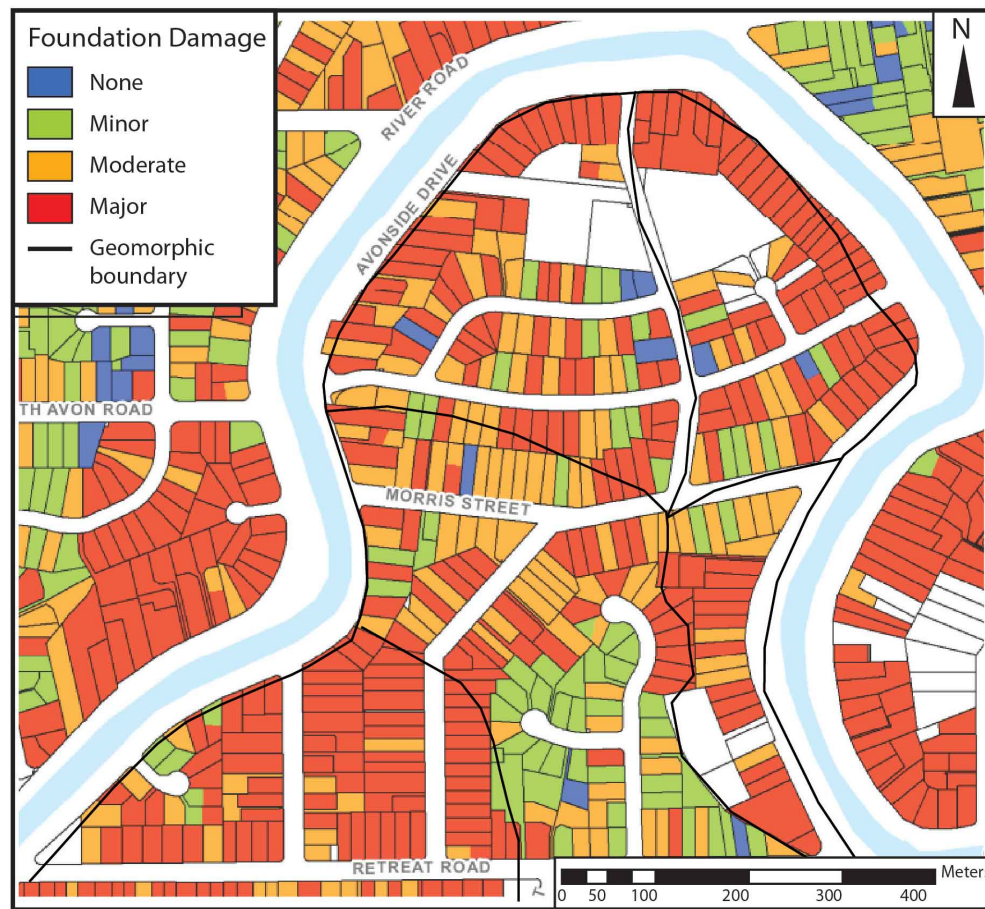 Foundation Damage
None
Minor
Moderate
Major
Geomorphic
boundary
N
RIVER ROAD
AVONSIDE DRIVE
TH AVON ROAD
MORRIS STREET
RETREAT ROAD
Meters
0 50 100 200 300 400